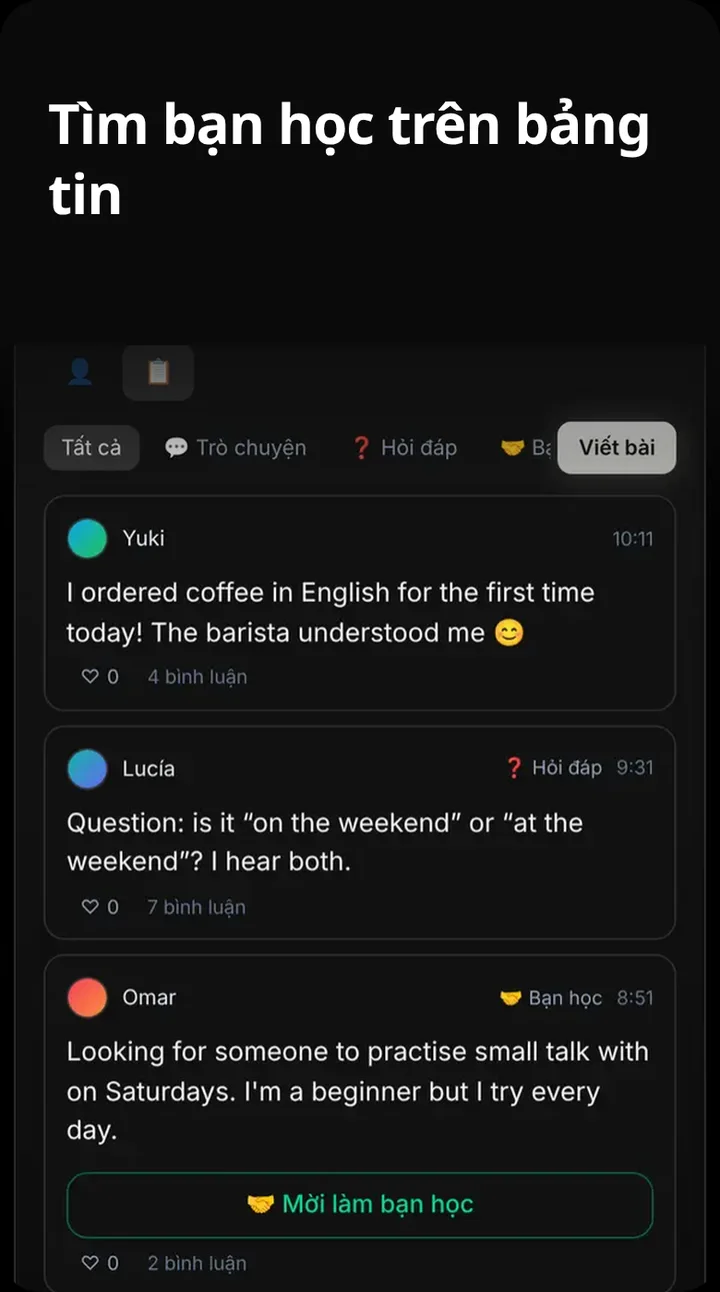 Tìm bạn học trên bảng
tin
Tất cả
💬 Trò chuyện
❓ Hỏi đáp
🤝
Viết bài
Yuki
10:11
I ordered coffee in English for the first time
today! The barista understood me 😊
♡ 0
4 bình luận
Lucía
❓ Hỏi đáp 9:31
Question: is it “on the weekend” or “at the
weekend”? I hear both.
♡ 0
7 bình luận
Omar
🤝 Bạn học 8:51
Looking for someone to practise small talk with
on Saturdays. I'm a beginner but I try every
day.
🤝 Mời làm bạn học
♡ 0
2 bình luận